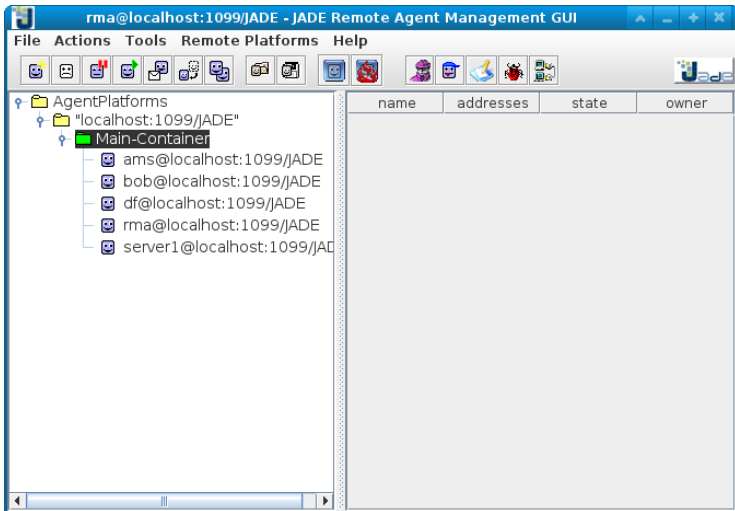 rma@localhost:1099/JADE - JADE Remote Agent Management GUI
File Actions Tools Remote Platforms Help
Jade
AgentPlatforms
"localhost:1099/JADE"
Main-Container
ams@localhost:1099/JADE
bob@localhost:1099/JADE
df@localhost:1099/JADE
rma@localhost:1099/JADE
server1@localhost:1099/JAD
name addresses state owner